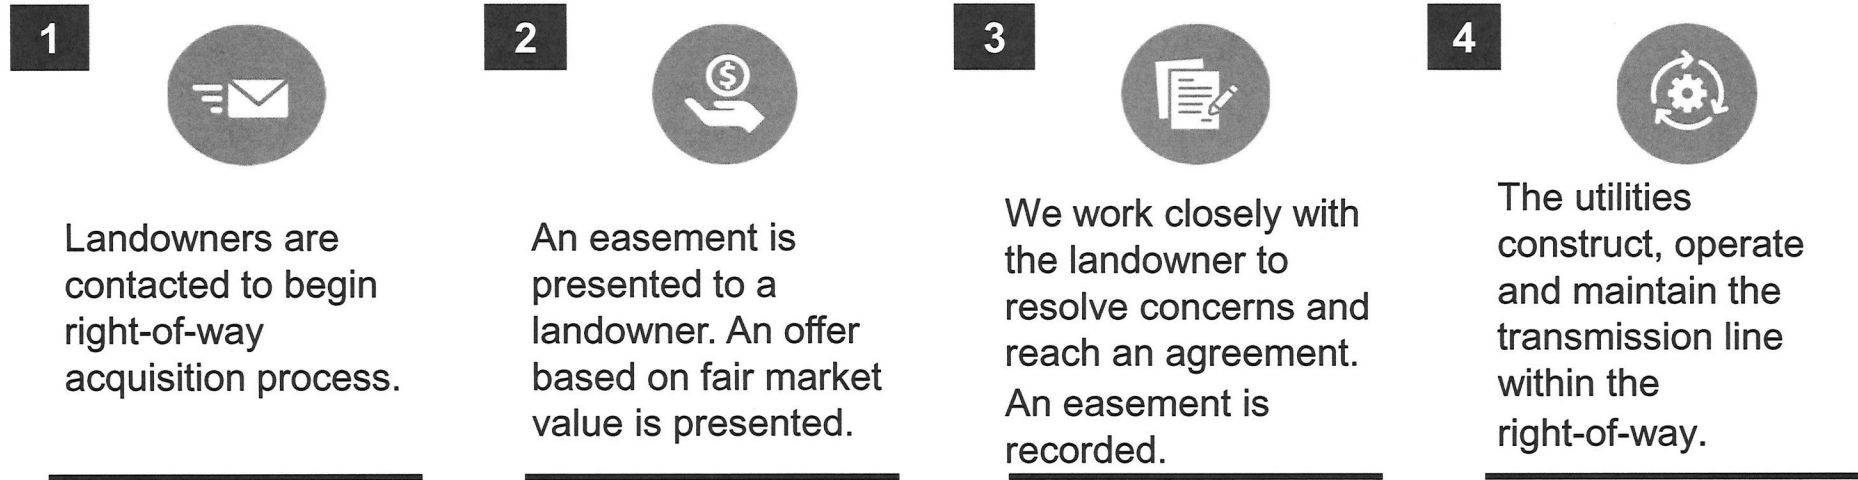 1
Landowners are
contacted to begin
right-of-way
acquisition process.
2
$
An easement is
presented to a
landowner. An offer
based on fair market
value is presented.
3
We work closely with
the landowner to
resolve concerns and
reach an agreement.
An easement is
recorded.
4
The utilities
construct, operate
and maintain the
transmission line
within the
right-of-way.